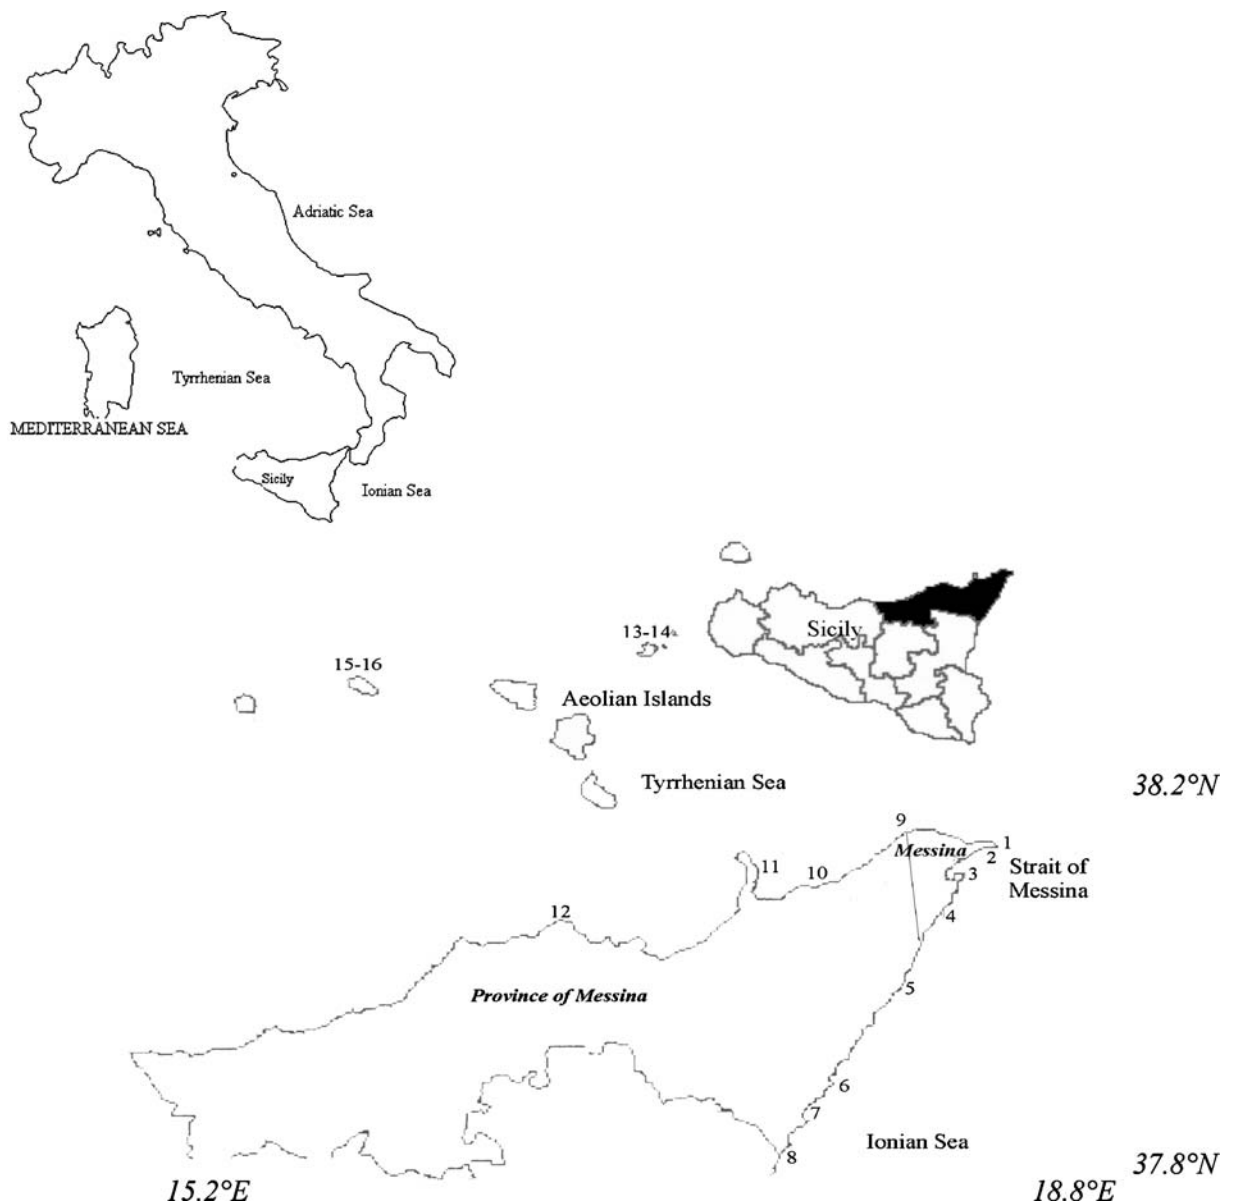 Adriatic Sea
Tyrrhenian Sea
MEDITERRANEAN SEA
Sicily
Ionian Sea
13-14
Sicily
15-16
Aeolian Islands
Tyrrhenian Sea
38.2°N
9
Messina
1
2
Strait of
Messina
11
10
3
12
4
Province of Messina
5
6
7
Ionian Sea
8
37.8°N
15.2°E
18.8°E